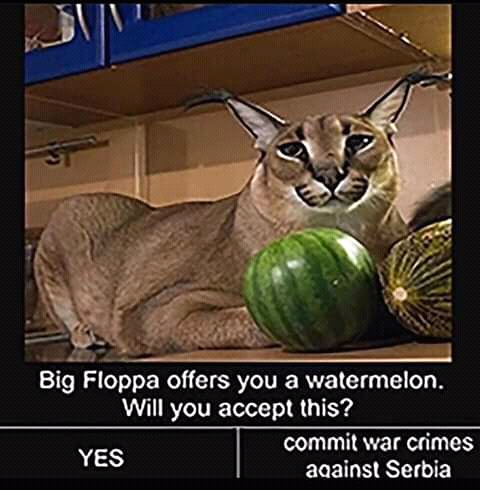 Big Floppa offers you a watermelon.
Will you accept this?
YES
commit war crimes
against Serbia